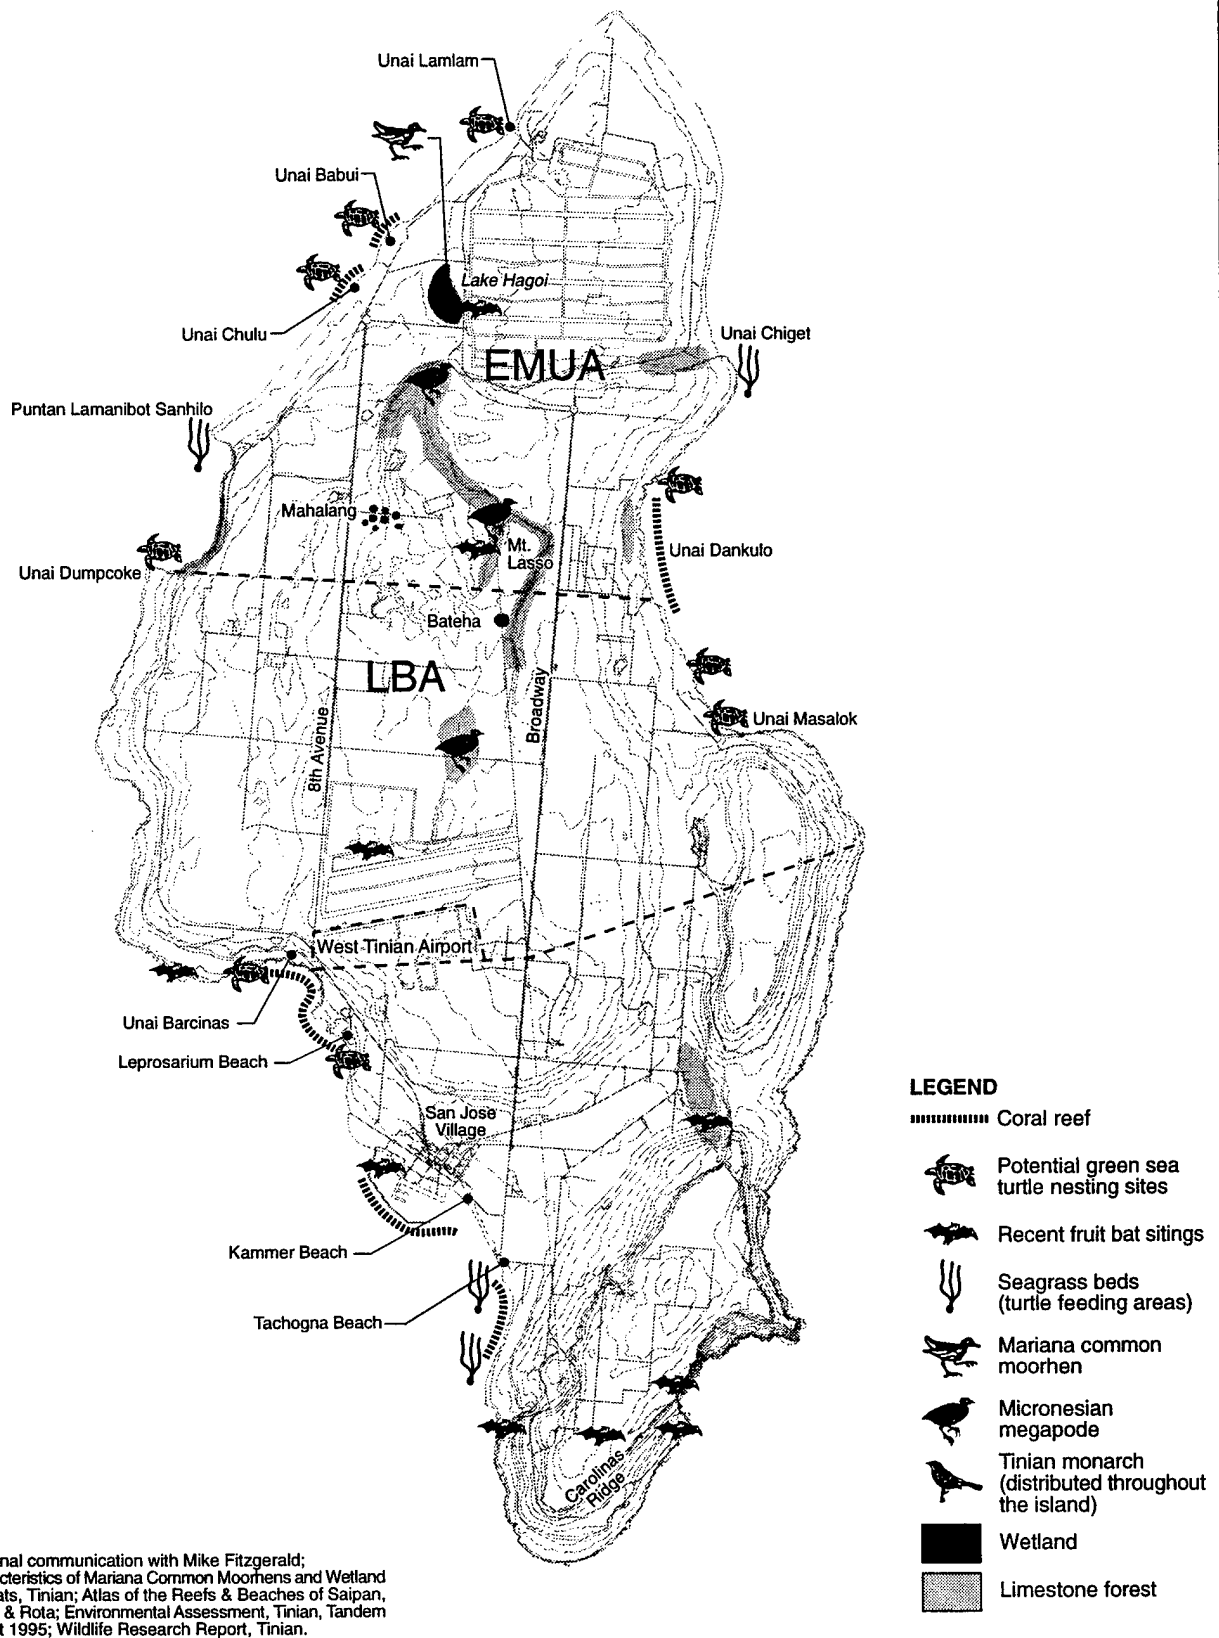 Unai Lamlam
Unai Babui
Lake Hagoi
Unai Chulu
Unai Chiget
EMUA
Puntan Lamanibot Sanhilo
Mahalang
Mt.
Lasso
Unai Dankulo
Unai Dumpcoke
Bateha
LBA
Broadway
8th Avenue
Unai Masalok
West Tinian Airport
Unai Barcinas
Leprosarium Beach
San Jose
Village
Kammer Beach
Tachogna Beach
Carolinas
Ridge
LEGEND
Coral reef
Potential green sea
turtle nesting sites
Recent fruit bat sitings
Seagrass beds
(turtle feeding areas)
Mariana common
moorhen
Micronesian
megapode
Tinian monarch
(distributed throughout
the island)
Wetland
Limestone forest
nal communication with Mike Fitzgerald;
cteristics of Mariana Common Moorhens and Wetland
ats, Tinian; Atlas of the Reefs & Beaches of Saipan,
& Rota; Environmental Assessment, Tinian, Tandem
t 1995; Wildlife Research Report, Tinian.